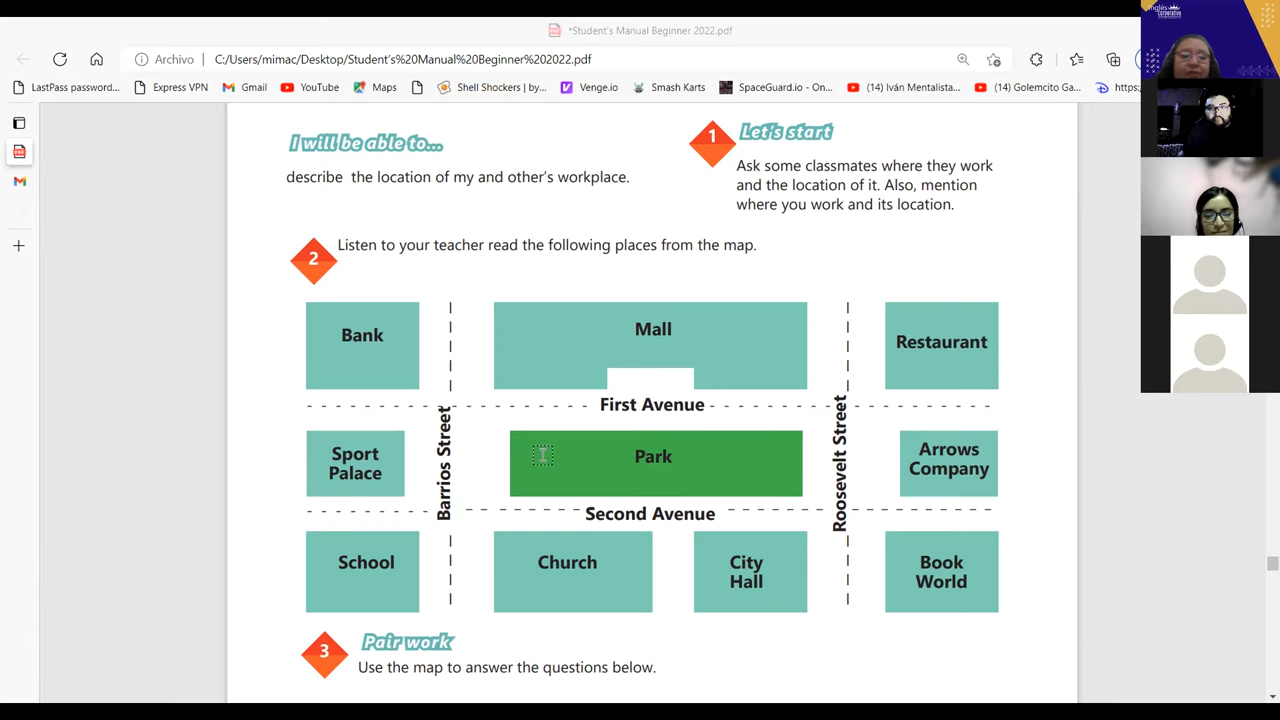 *Student's Manual Beginner 2022.pdf
Archivo
C:/Users/mimac/Desktop/Student's%20Manual%20Beginner%202022.pdf
LastPass password...
Express VPN
Gmail
YouTube
Maps
Shell Shockers | by...
Venge.io
Smash Karts
SpaceGuard.io - On...
(14) Iván Mentalista...
(14) Golemcito Ga...
https:/
I will be able to...
describe the location of my and other's workplace.
1
Let's start
Ask some classmates where they work
and the location of it. Also, mention
where you work and its location.
2
Listen to your teacher read the following places from the map.
Bank
Mall
Restaurant
First Avenue
Sport
Palace
Barrios Street
Park
Roosevelt Street
Arrows
Company
Second Avenue
School
Church
City
Hall
Book
World
3
Pair work
Use the map to answer the questions below.
Inglés
Corporativo